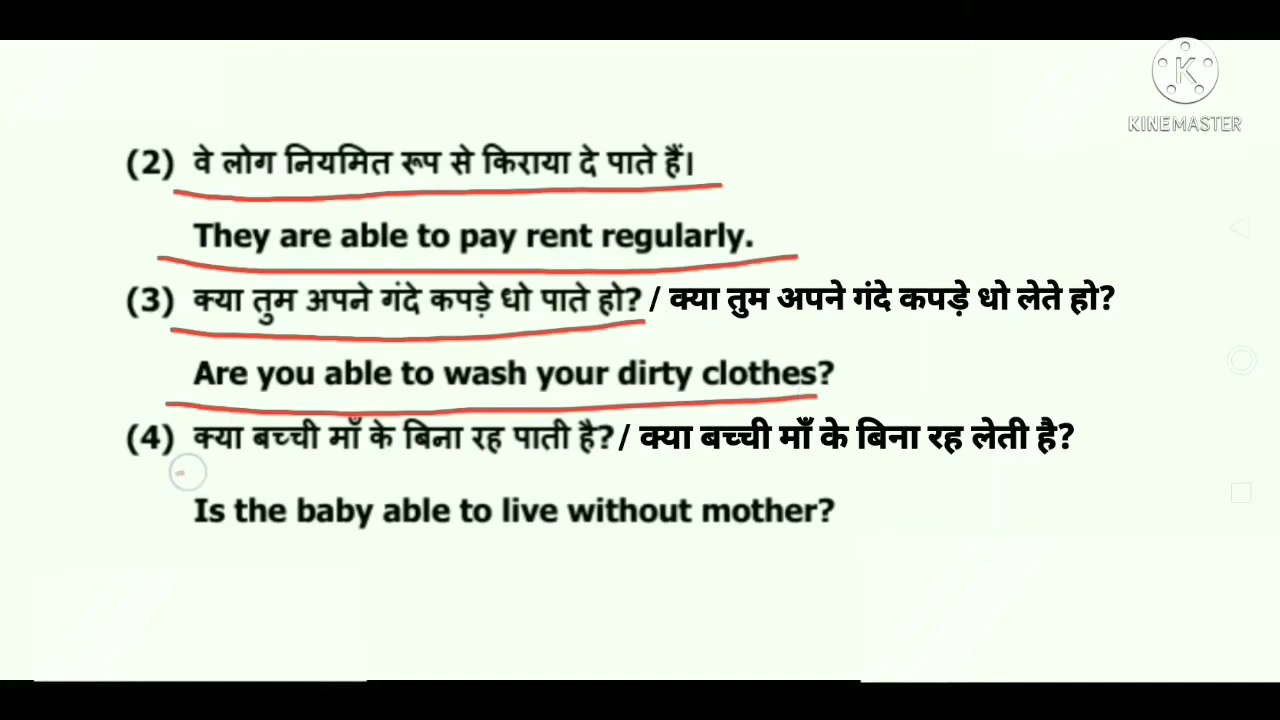 KINEMASTER
(2) वे लोग नियमित रूप से किराया दे पाते हैं।
They are able to pay rent regularly.
(3) क्या तुम अपने गंदे कपड़े धो पाते हो? / क्या तुम अपने गंदे कपड़े धो लेते हो?
Are you able to wash your dirty clothes?
(4) क्या बच्ची माँ के बिना रह पाती है? / क्या बच्ची माँ के बिना रह लेती है?
Is the baby able to live without mother?